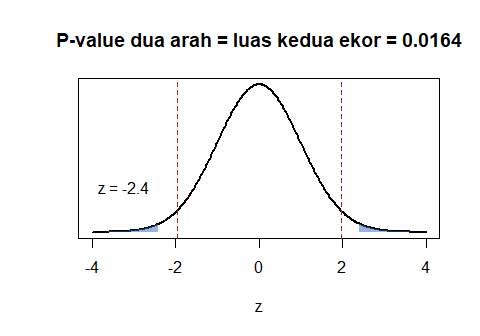 P-value dua arah = luas kedua ekor = 0.0164
z = -2.4
-4 -2 0 2 4
z